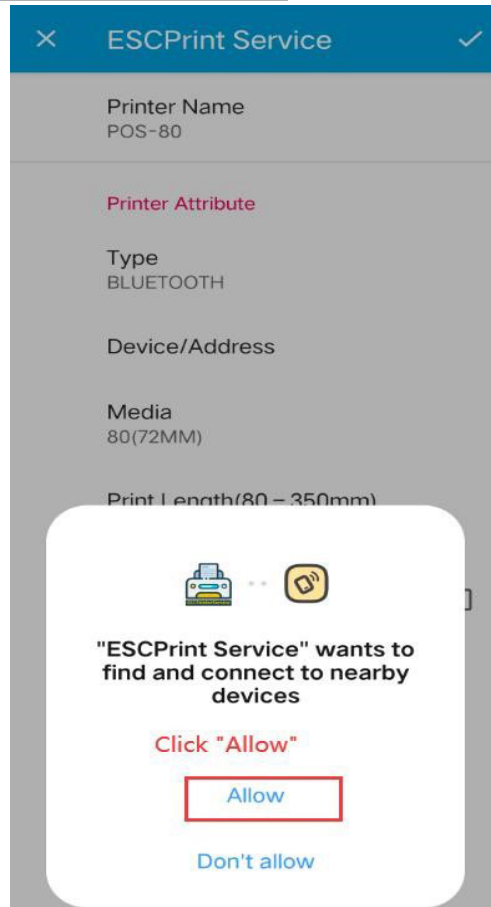 ESCPrint Service
Printer Name
POS-80
Printer Attribute
Type
BLUETOOTH
Device/Address
Media
80(72MM)
Print Length(80 – 350mm)
"ESCPrint Service" wants to
find and connect to nearby
devices
Click "Allow"
Allow
Don't allow